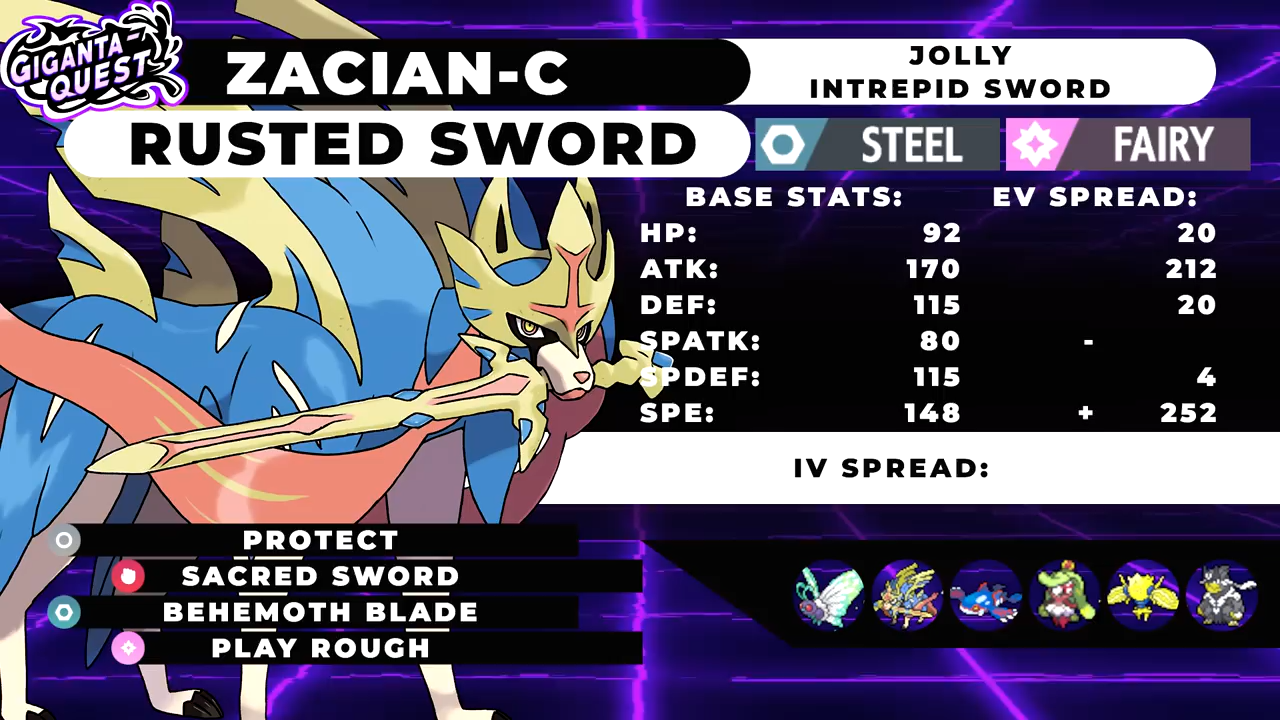 GIGANTA-
QUEST
ZACIAN-C
JOLLY
INTREPID SWORD
RUSTED SWORD
STEEL
FAIRY
BASE STATS: EV SPREAD:
HP: 92 20
ATK: 170 212
DEF: 115 20
SPATK: 80 -
SPDEF: 115 4
SPE: 148 + 252
IV SPREAD:
PROTECT
SACRED SWORD
BEHEMOTH BLADE
PLAY ROUGH